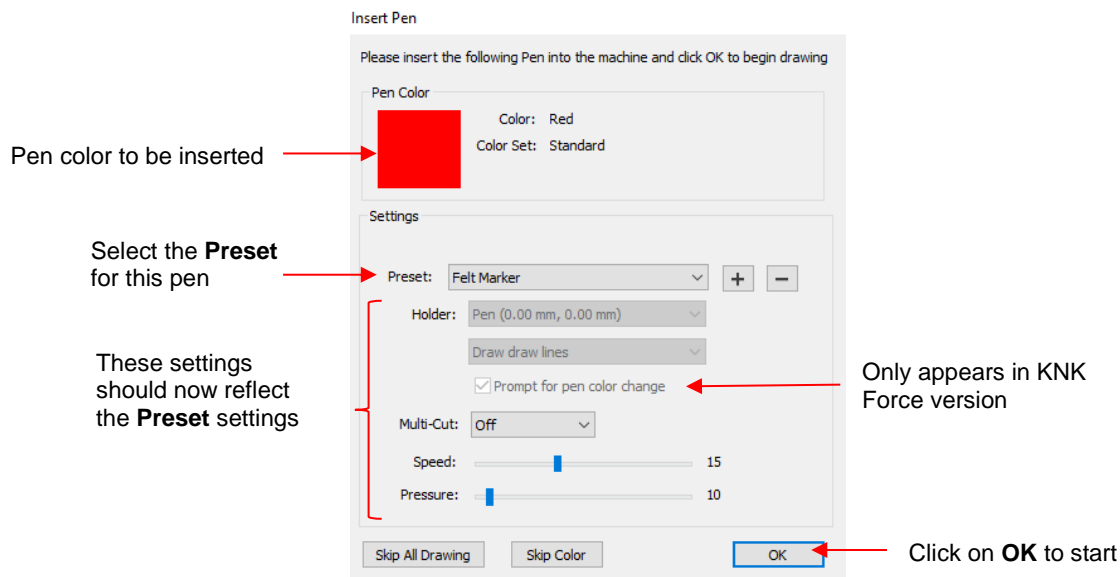 Insert Pen
Please insert the following Pen into the machine and click OK to begin drawing
Pen Color
Color: Red
Color Set: Standard
Pen color to be inserted
Settings
Select the Preset
for this pen
Preset: Felt Marker
+ −
Holder: Pen (0.00 mm, 0.00 mm)
Draw draw lines
Prompt for pen color change
These settings
should now reflect
the Preset settings
Only appears in KNK
Force version
Multi-Cut: Off
Speed: 15
Pressure: 10
Skip All Drawing Skip Color OK
Click on OK to start